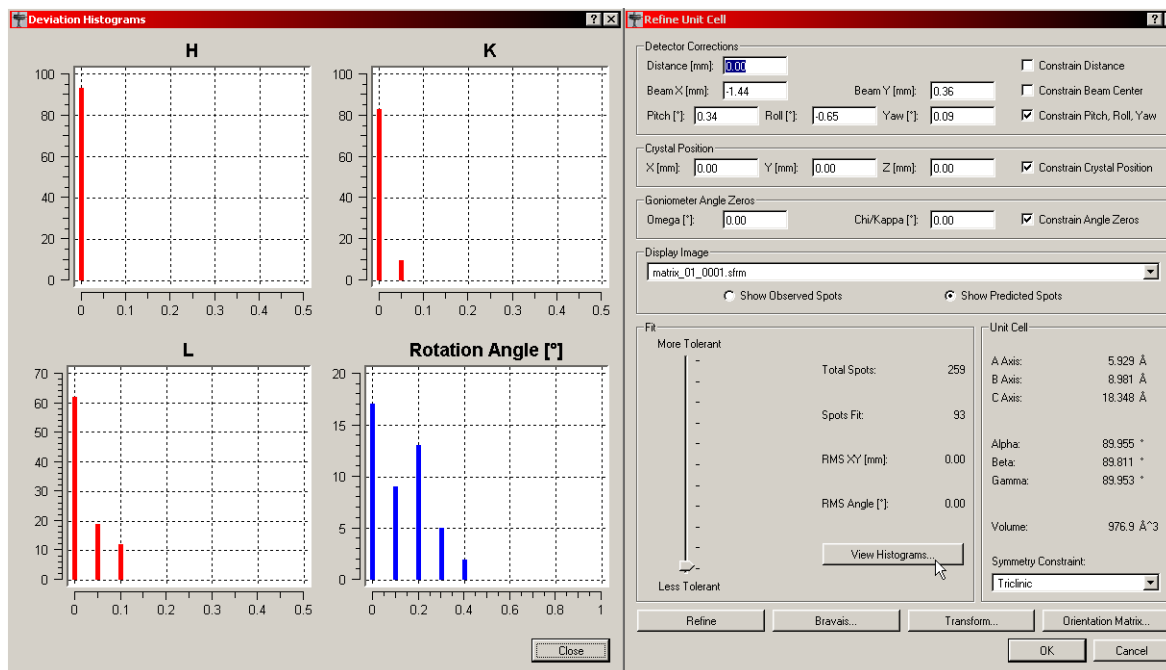 Deviation Histograms
H
100
80
60
40
20
0
0 0.1 0.2 0.3 0.4 0.5
K
100
80
60
40
20
0
0 0.1 0.2 0.3 0.4 0.5
L
70
60
50
40
30
20
10
0
0 0.1 0.2 0.3 0.4 0.5
Rotation Angle [°]
20
15
10
5
0
0 0.2 0.4 0.6 0.8 1
Close
Refine Unit Cell
Detector Corrections
Distance [mm]: 0.00 Constrain Distance
Beam X [mm]: -1.44 Beam Y [mm]: 0.36 Constrain Beam Center
Pitch [°]: 0.34 Roll [°]: -0.65 Yaw [°]: 0.09 Constrain Pitch, Roll, Yaw
Crystal Position
X [mm]: 0.00 Y [mm]: 0.00 Z [mm]: 0.00 Constrain Crystal Position
Goniometer Angle Zeros
Omega [°]: 0.00 Chi/Kappa [°]: 0.00 Constrain Angle Zeros
Display Image
matrix_01_0001.sfrm
Show Observed Spots Show Predicted Spots
Fit
More Tolerant
Total Spots: 259
Spots Fit: 93
RMS XY [mm]: 0.00
RMS Angle [°]: 0.00
View Histograms...
Less Tolerant
Unit Cell
A Axis: 5.929 Å
B Axis: 8.981 Å
C Axis: 18.348 Å
Alpha: 89.955 °
Beta: 89.811 °
Gamma: 89.953 °
Volume: 976.9 Å^3
Symmetry Constraint:
Triclinic
Refine Bravais... Transform... Orientation Matrix...
OK Cancel